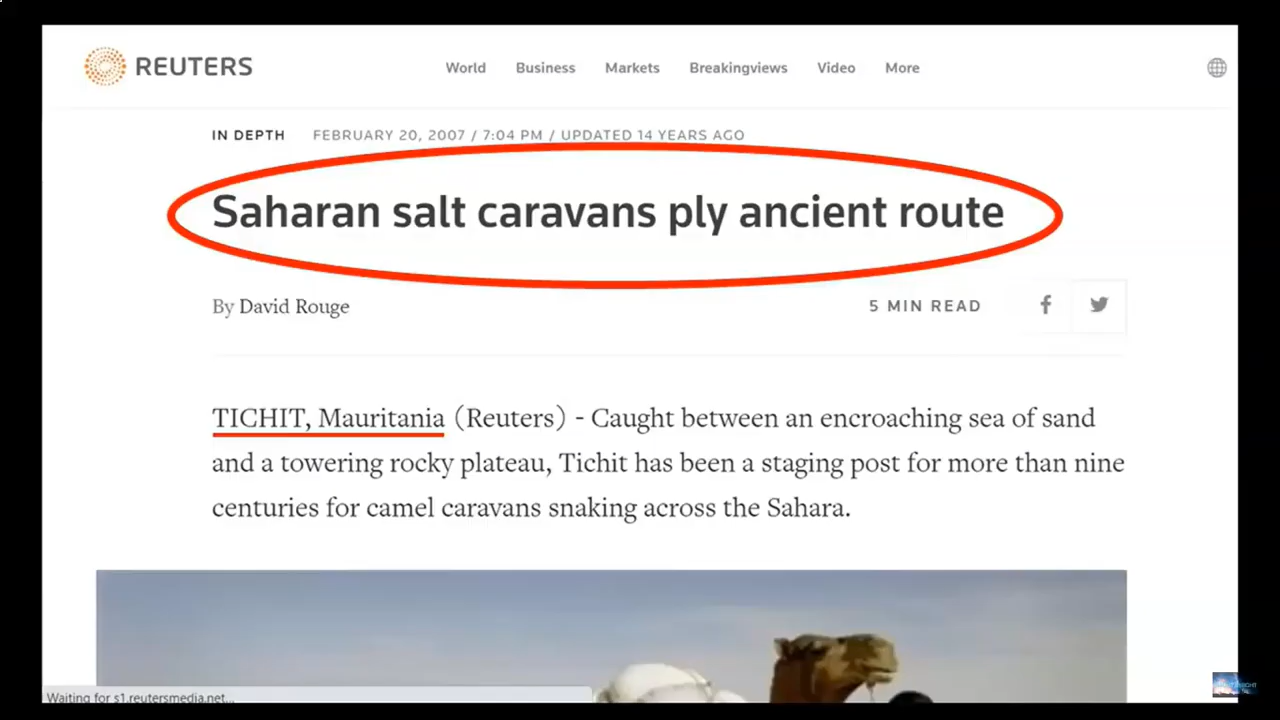 REUTERS
World Business Markets Breakingviews Video More
IN DEPTH FEBRUARY 20, 2007 / 7:04 PM / UPDATED 14 YEARS AGO
Saharan salt caravans ply ancient route
By David Rouge
5 MIN READ
TICHIT, Mauritania (Reuters) - Caught between an encroaching sea of sand
and a towering rocky plateau, Tichit has been a staging post for more than nine
centuries for camel caravans snaking across the Sahara.
Waiting for s1.reutersmedia.net...